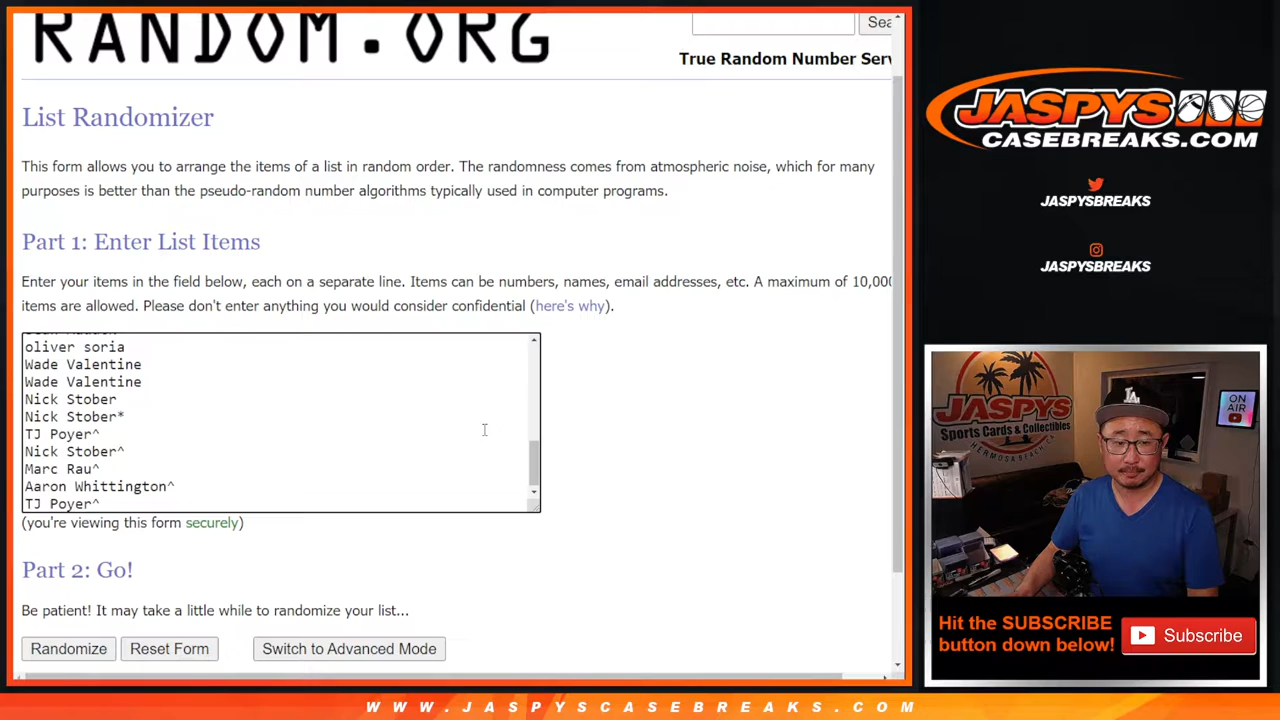 RANDOM.ORG
Sea
True Random Number Serv
List Randomizer
This form allows you to arrange the items of a list in random order. The randomness comes from atmospheric noise, which for many
purposes is better than the pseudo-random number algorithms typically used in computer programs.
Part 1: Enter List Items
Enter your items in the field below, each on a separate line. Items can be numbers, names, email addresses, etc. A maximum of 10,000
items are allowed. Please don't enter anything you would consider confidential (here's why).
oliver soria
Wade Valentine
Wade Valentine
Nick Stober
Nick Stober*
TJ Poyer^
Nick Stober^
Marc Rau^
Aaron Whittington^
TJ Poyer^
(you're viewing this form securely)
Part 2: Go!
Be patient! It may take a little while to randomize your list...
Randomize
Reset Form
Switch to Advanced Mode
JASPYS
CASEBREAKS.COM
JASPYSBREAKS
JASPYSBREAKS
JASPYS
Sports Cards & Collectibles
HERMOSA BEACH, CA
LA
ON
AIR
Hit the SUBSCRIBE
button down below!
Subscribe
WWW.JASPYSCASEBREAKS.COM